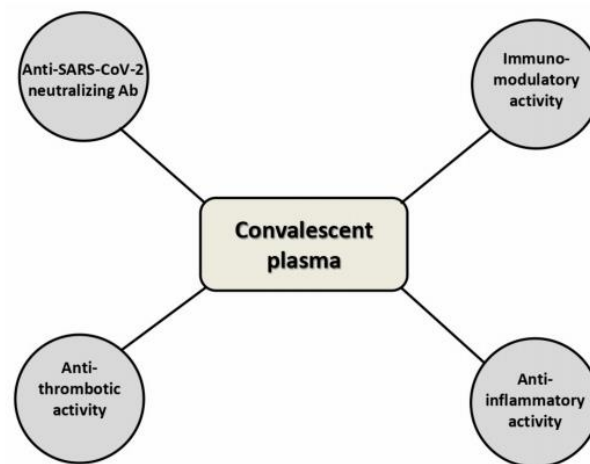 Anti-SARS-CoV-2
neutralizing Ab
Immuno-
modulatory
activity
Convalescent
plasma
Anti-
thrombotic
activity
Anti-
inflammatory
activity